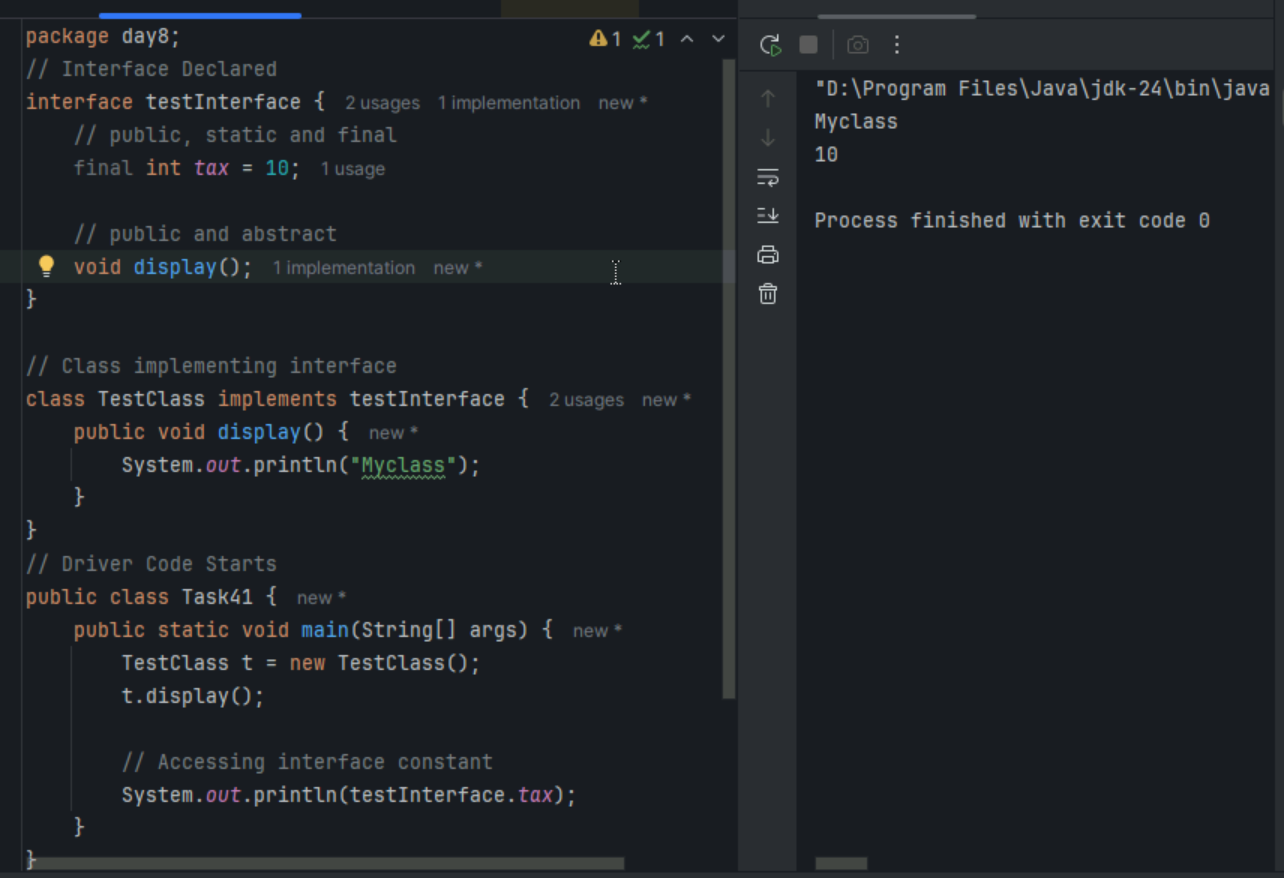 package day8;
1 1
// Interface Declared
interface testInterface { 2 usages 1 implementation new *
// public, static and final
final int tax = 10; 1 usage
// public and abstract
void display(); 1 implementation new *
}
// Class implementing interface
class TestClass implements testInterface { 2 usages new *
public void display() { new *
System.out.println("Myclass");
}
}
// Driver Code Starts
public class Task41 { new *
public static void main(String[] args) { new *
TestClass t = new TestClass();
t.display();
// Accessing interface constant
System.out.println(testInterface.tax);
}
}
"D:\Program Files\Java\jdk-24\bin\java
Myclass
10
Process finished with exit code 0